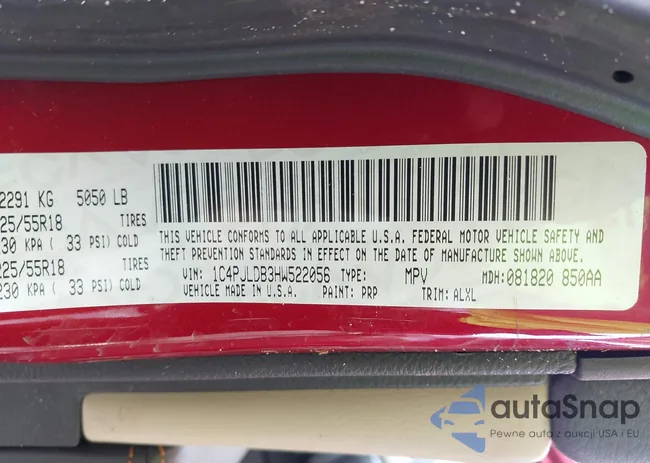 2291 KG 5050 LB
25/55R18 TIRES
30 KPA ( 33 PSI) COLD
225/55R18 TIRES
230 KPA ( 33 PSI) COLD
THIS VEHICLE CONFORMS TO ALL APPLICABLE U.S.A. FEDERAL MOTOR VEHICLE SAFETY AND
THEFT PREVENTION STANDARDS IN EFFECT ON THE DATE OF MANUFACTURE SHOWN ABOVE.
VIN: 1C4PJLDB3HW522056 TYPE: MPV MDH: 081820 850AA
VEHICLE MADE IN U.S.A. PAINT: PRP TRIM: ALXL
autaSnap
Pewne auta z aukcji USA i EU